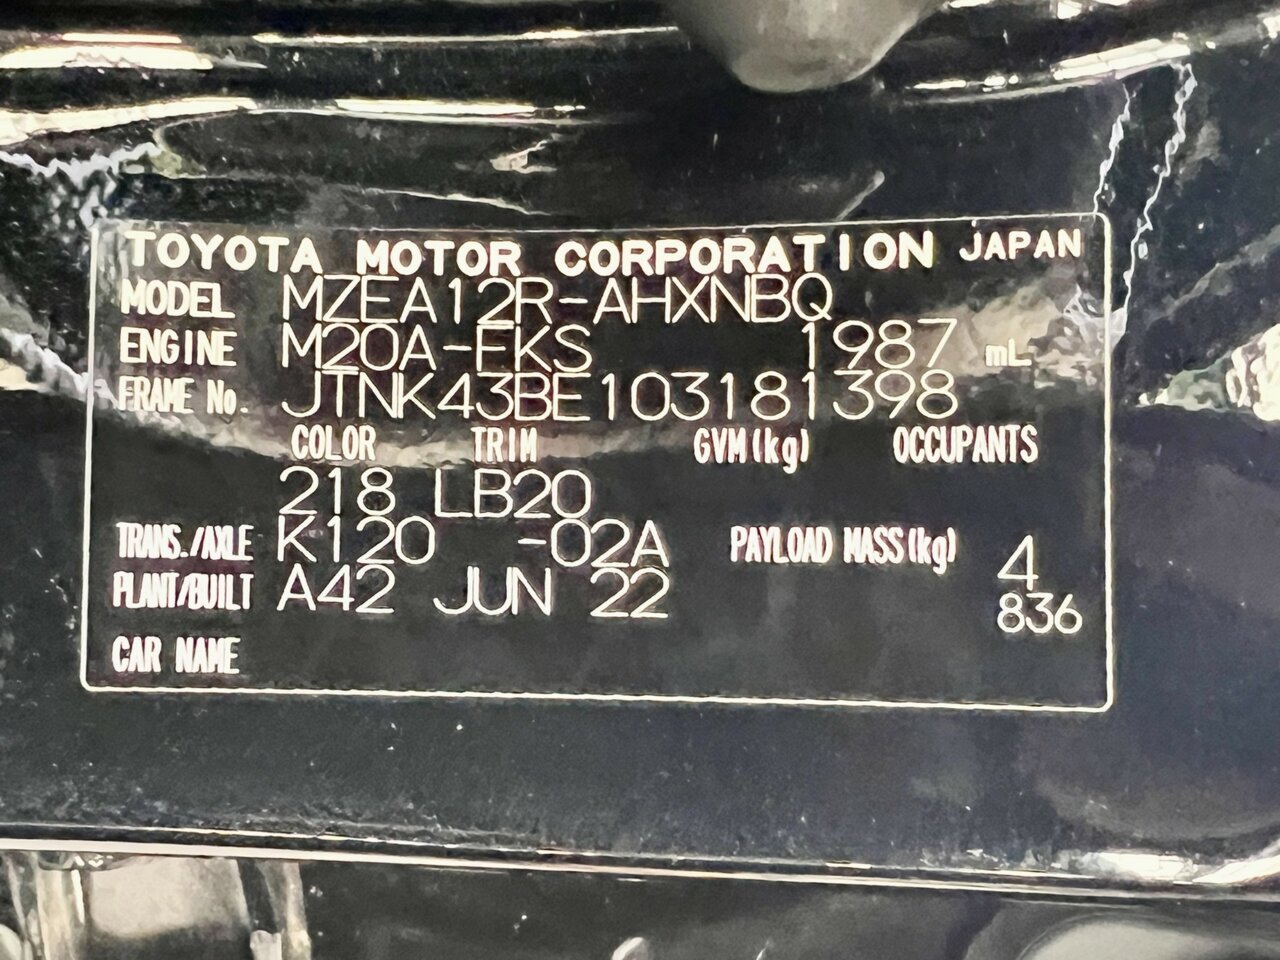 TOYOTA MOTOR CORPORATION JAPAN
MODEL MZEA12R-AHXNBQ
ENGINE M20A-FKS 1987 mL
FRAME No. JTNK43BE103181398
COLOR TRIM GVM(kg) OCCUPANTS
218 LB20
TRANS./AXLE K120 -02A PAYLOAD MASS(kg) 4
PLANT/BUILT A42 JUN 22 836
CAR NAME